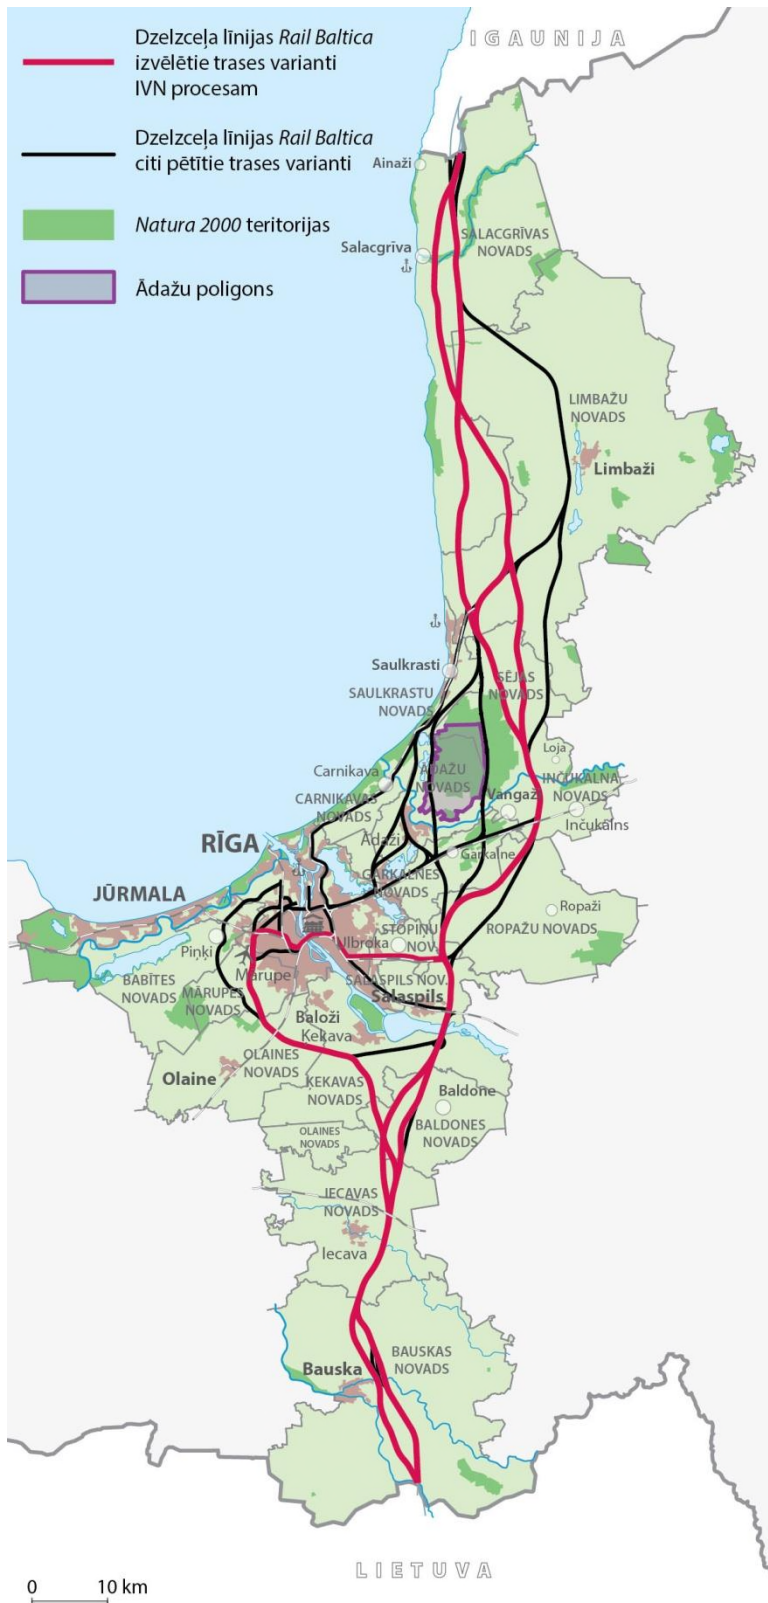 Dzelzceļa līnijas Rail Baltica
izvēlētie trases varianti
IVN procesam
Dzelzceļa līnijas Rail Baltica
citi pētītie trases varianti
Natura 2000 teritorijas
Ādažu poligons
IGAUNIJA
Ainaži
Salacgrīva
SALACGRĪVAS
NOVADS
LIMBAŽU
NOVADS
Limbaži
Saulkrasti
SAULKRASTU
NOVADS
SĒJAS
NOVADS
Loja
Carnikava
CARNIKAVAS
NOVADS
ĀDAŽU
NOVADS
Vangaži
INČUKALNA
NOVADS
Inčukalns
Ādaži
Garkalne
GARKALNES
NOVADS
RĪGA
JŪRMALA
Ropaži
ROPAŽU NOVADS
STOPIŅU
NOV.
Ulbroka
Piņķi
Mārupe
BABĪTES
NOVADS
MĀRUPES
NOVADS
SALASPILS NOV.
Salaspils
Baloži
Ķekava
OLAINES
NOVADS
Olaine
ĶEKAVAS
NOVADS
Baldone
BALDONES
NOVADS
OLAINES
NOVADS
IECAVAS
NOVADS
Iecava
BAUSKAS
NOVADS
Bauska
LIETUVA
0 10 km